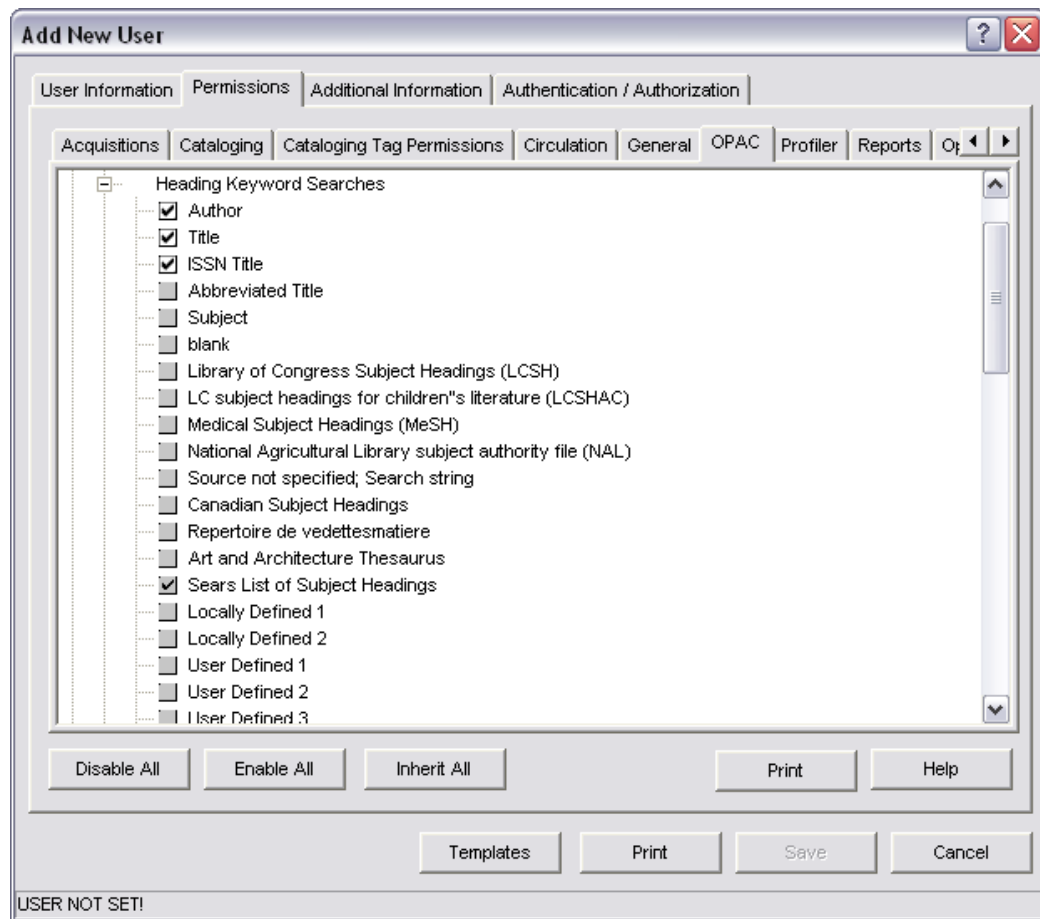 Add New User
User Information Permissions Additional Information Authentication / Authorization
Acquisitions Cataloging Cataloging Tag Permissions Circulation General OPAC Profiler Reports
Heading Keyword Searches
Author
Title
ISSN Title
Abbreviated Title
Subject
blank
Library of Congress Subject Headings (LCSH)
LC subject headings for children"s literature (LCSHAC)
Medical Subject Headings (MeSH)
National Agricultural Library subject authority file (NAL)
Source not specified; Search string
Canadian Subject Headings
Repertoire de vedettesmatiere
Art and Architecture Thesaurus
Sears List of Subject Headings
Locally Defined 1
Locally Defined 2
User Defined 1
User Defined 2
User Defined 3
Disable All Enable All Inherit All Print Help
Templates Print Save Cancel
USER NOT SET!